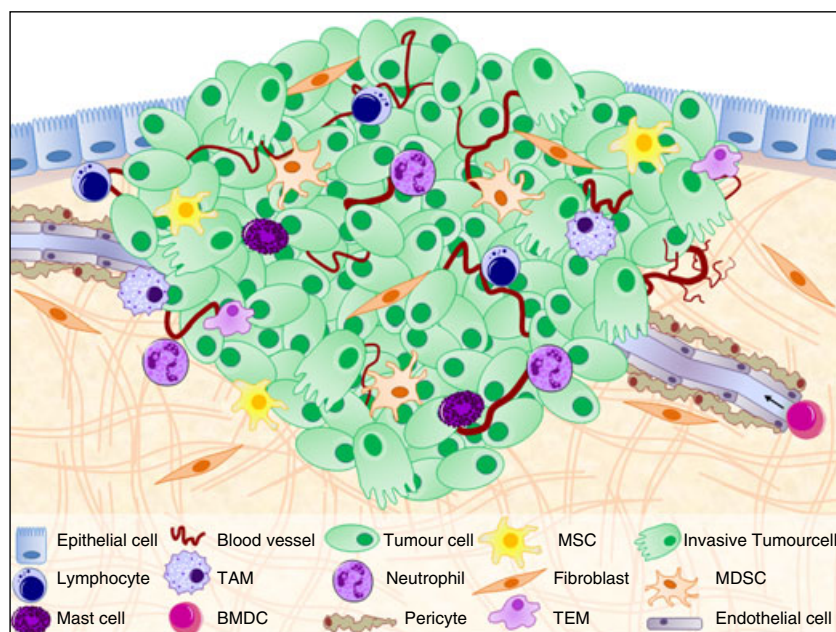 Epithelial cell Blood vessel Tumour cell MSC Invasive Tumourcell
Lymphocyte TAM Neutrophil Fibroblast MDSC
Mast cell BMDC Pericyte TEM Endothelial cell